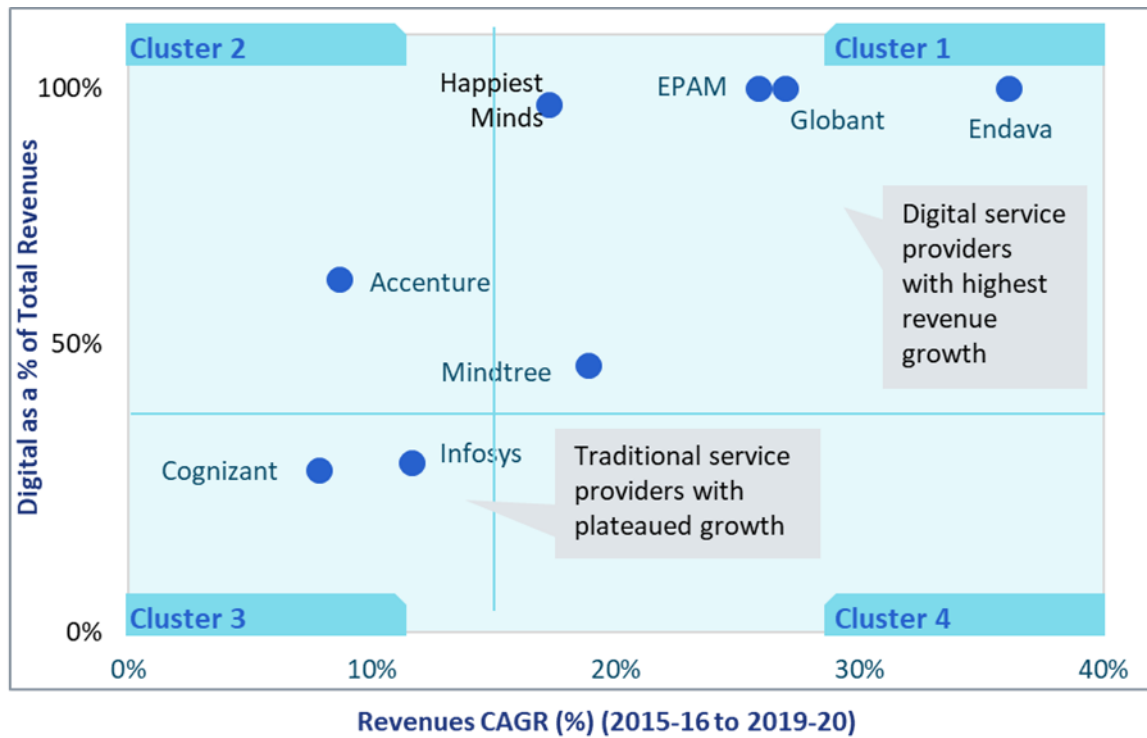 Cluster 2
Cluster 1
100%
Happiest
Minds
EPAM
Globant
Endava
Digital service
providers
with highest
revenue
growth
Accenture
50%
Mindtree
Digital as a % of Total Revenues
Cognizant
Infosys
Traditional service
providers with
plateaued growth
Cluster 3
Cluster 4
0%
0%
10%
20%
30%
40%
Revenues CAGR (%) (2015-16 to 2019-20)